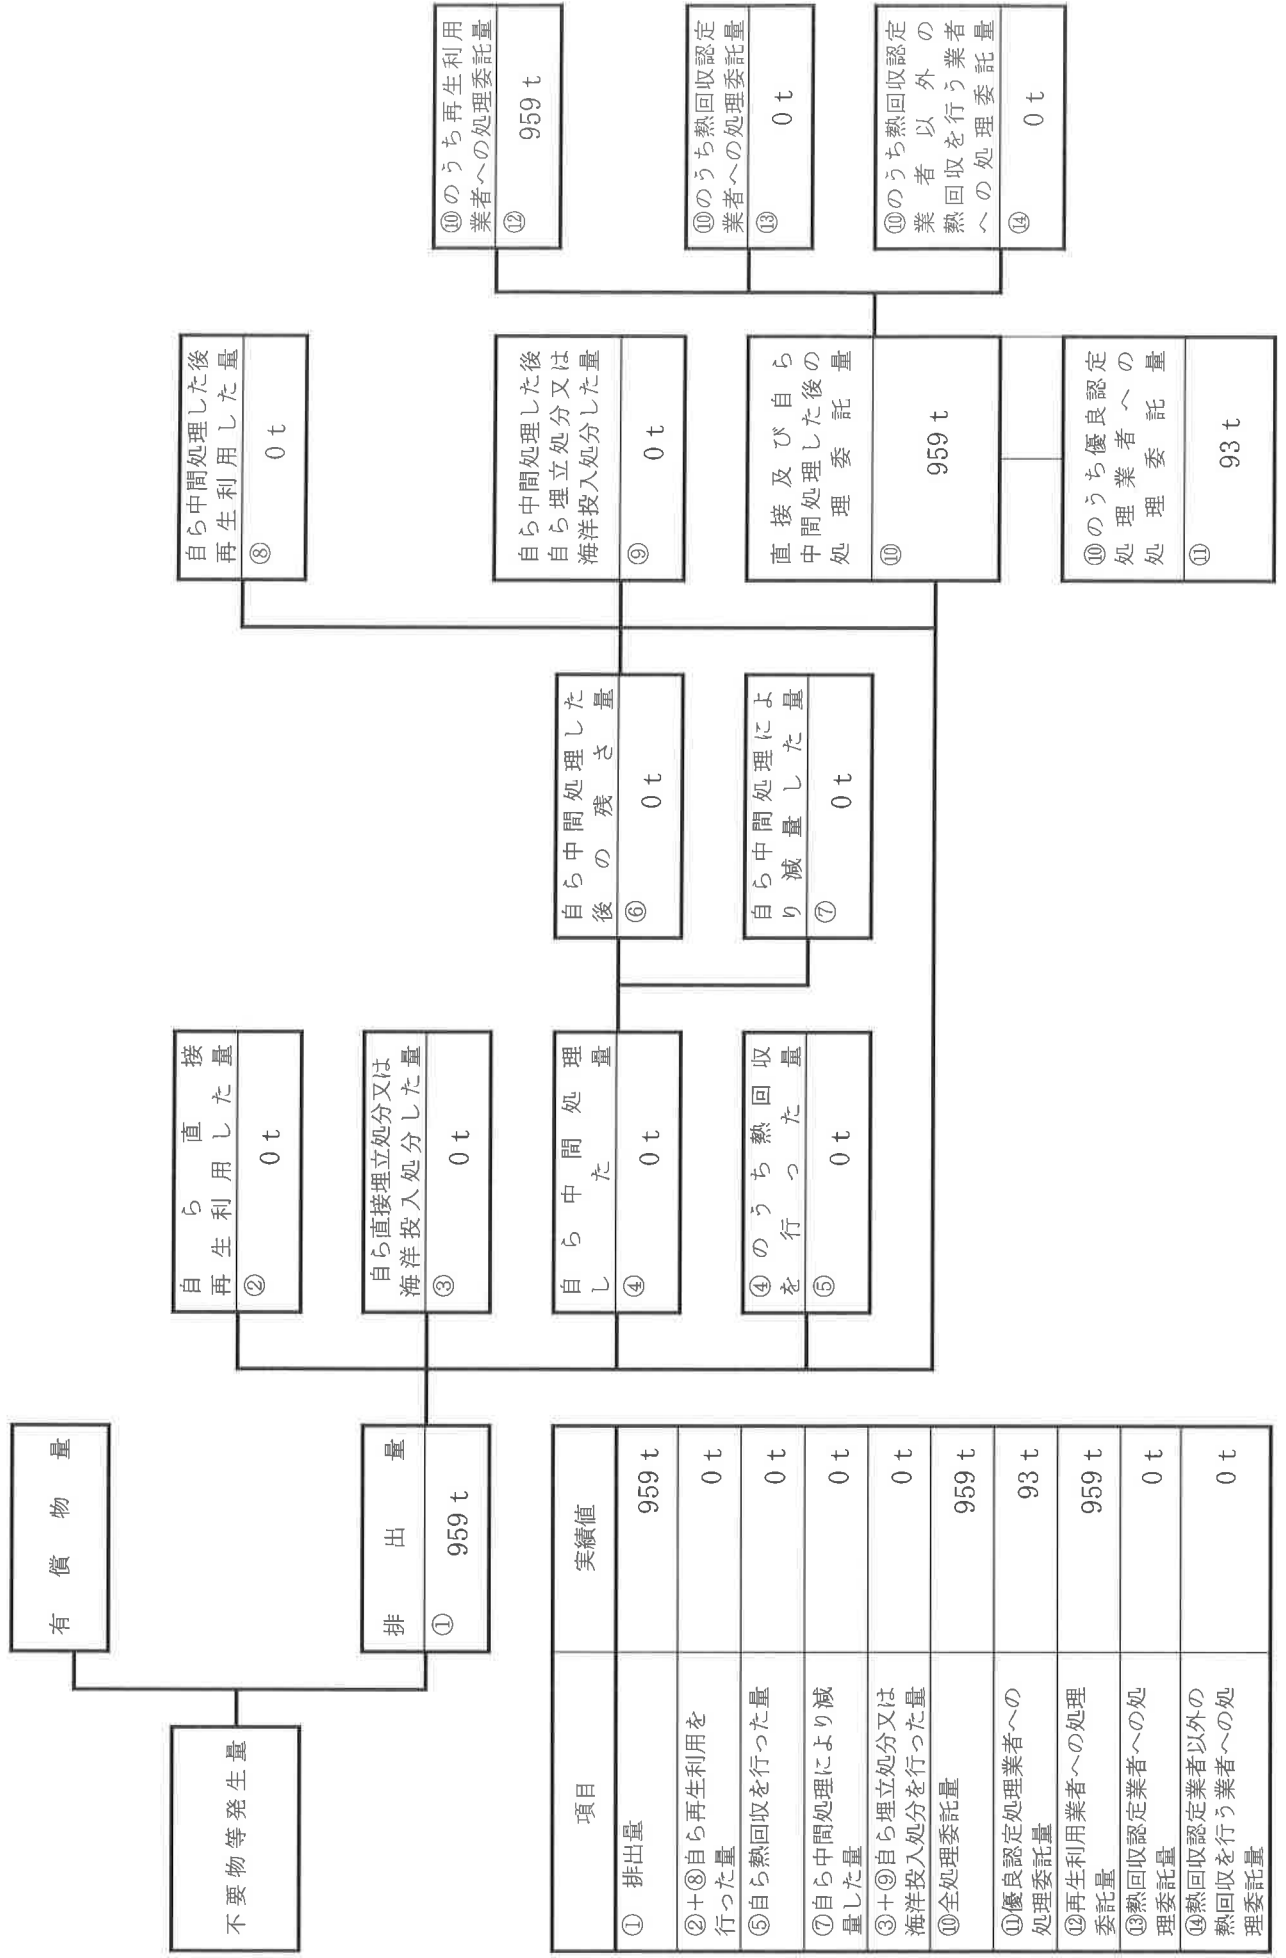 不要物等発生量
有償物量
排出量
①
959 t
自ら直接
再生利用した量
②
0 t
自ら直接埋立処分又は
海洋投入処分した量
③
0 t
自ら中間処理
した量
④
0 t
④のうち熱回収
を行った量
⑤
0 t
自ら中間処理した
後の残さ量
⑥
0 t
自ら中間処理によ
り減量した量
⑦
0 t
自ら中間処理した後
再生利用した量
⑧
0 t
自ら中間処理した後
自ら埋立処分又は
海洋投入処分した量
⑨
0 t
直接及び自ら
中間処理した後の
処理委託量
⑩
959 t
⑩のうち優良認定
処理業者への
処理委託量
⑪
93 t
⑩のうち再生利用
業者への処理委託量
⑫
959 t
⑩のうち熱回収認定
業者への処理委託量
⑬
0 t
⑩のうち熱回収認定
業者以外の
熱回収を行う業者
への処理委託量
⑭
0 t
項目 実績値
① 排出量 959 t
②+⑧自ら再生利用を
行った量 0 t
⑤自ら熱回収を行った量 0 t
⑦自ら中間処理により減
量した量 0 t
③+⑨自ら埋立処分又は
海洋投入処分を行った量 0 t
⑩全処理委託量 959 t
⑪優良認定処理業者への
処理委託量 93 t
⑫再生利用業者への処理
委託量 959 t
⑬熱回収認定業者への処
理委託量 0 t
⑭熱回収認定業者以外の
熱回収を行う業者への処
理委託量 0 t